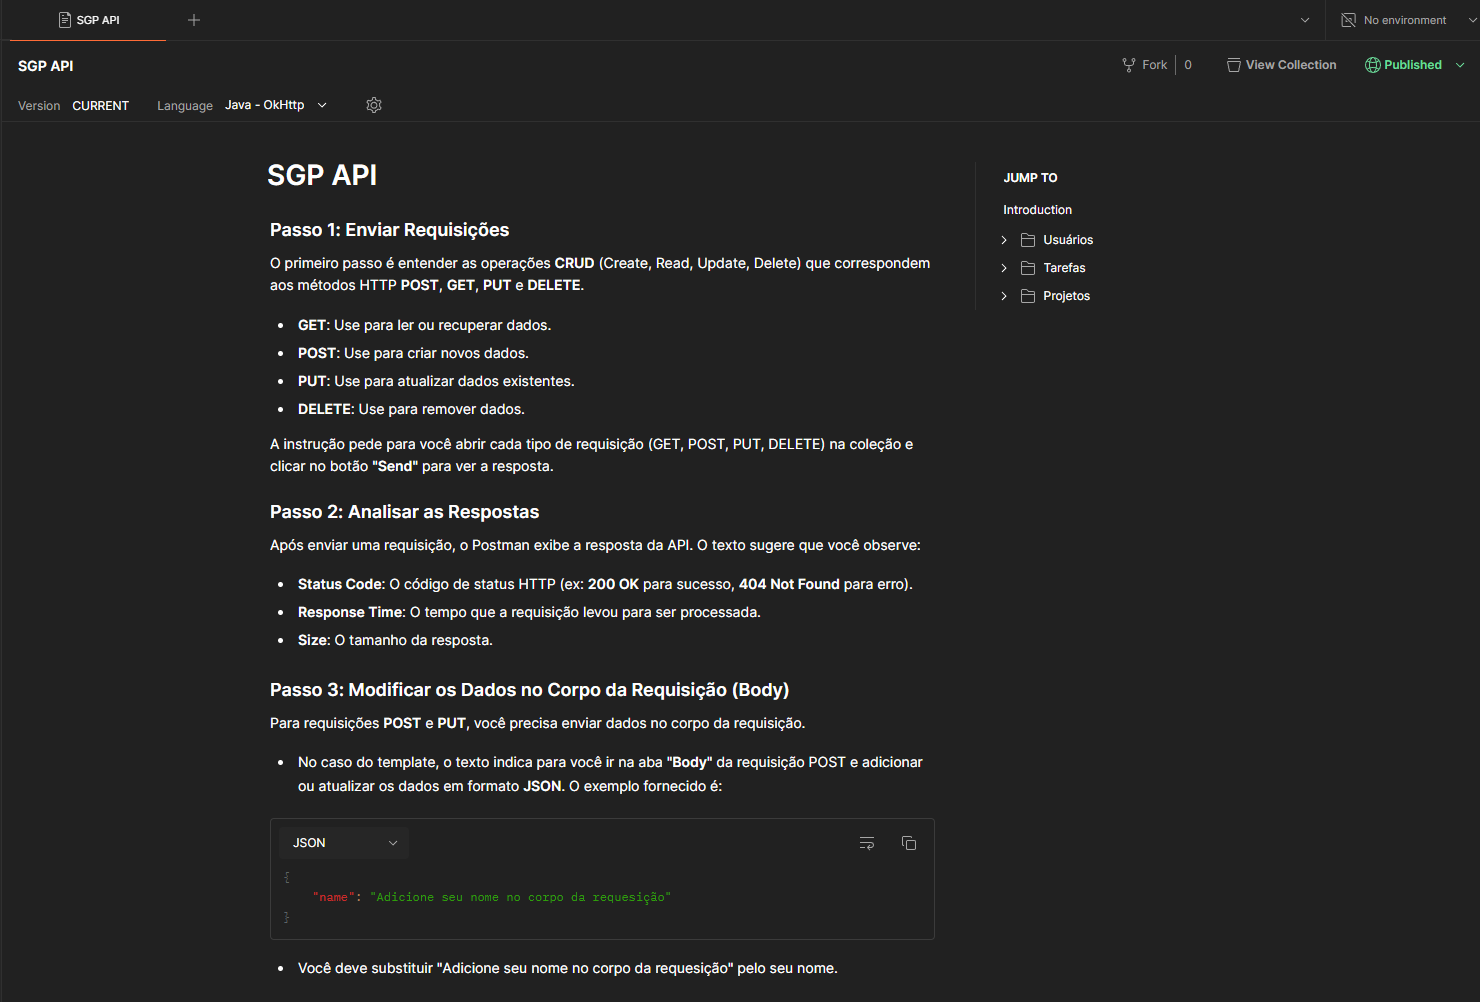 SGP API
No environment
SGP API
Fork 0
View Collection
Published
Version CURRENT
Language Java - OkHttp
SGP API
Passo 1: Enviar Requisições
O primeiro passo é entender as operações CRUD (Create, Read, Update, Delete) que correspondem
aos métodos HTTP POST, GET, PUT e DELETE.
• GET: Use para ler ou recuperar dados.
• POST: Use para criar novos dados.
• PUT: Use para atualizar dados existentes.
• DELETE: Use para remover dados.
A instrução pede para você abrir cada tipo de requisição (GET, POST, PUT, DELETE) na coleção e
clicar no botão "Send" para ver a resposta.
Passo 2: Analisar as Respostas
Após enviar uma requisição, o Postman exibe a resposta da API. O texto sugere que você observe:
• Status Code: O código de status HTTP (ex: 200 OK para sucesso, 404 Not Found para erro).
• Response Time: O tempo que a requisição levou para ser processada.
• Size: O tamanho da resposta.
Passo 3: Modificar os Dados no Corpo da Requisição (Body)
Para requisições POST e PUT, você precisa enviar dados no corpo da requisição.
• No caso do template, o texto indica para você ir na aba "Body" da requisição POST e adicionar
ou atualizar os dados em formato JSON. O exemplo fornecido é:
JSON
{
"name": "Adicione seu nome no corpo da requesição"
}
• Você deve substituir "Adicione seu nome no corpo da requesição" pelo seu nome.
JUMP TO
Introduction
Usuários
Tarefas
Projetos